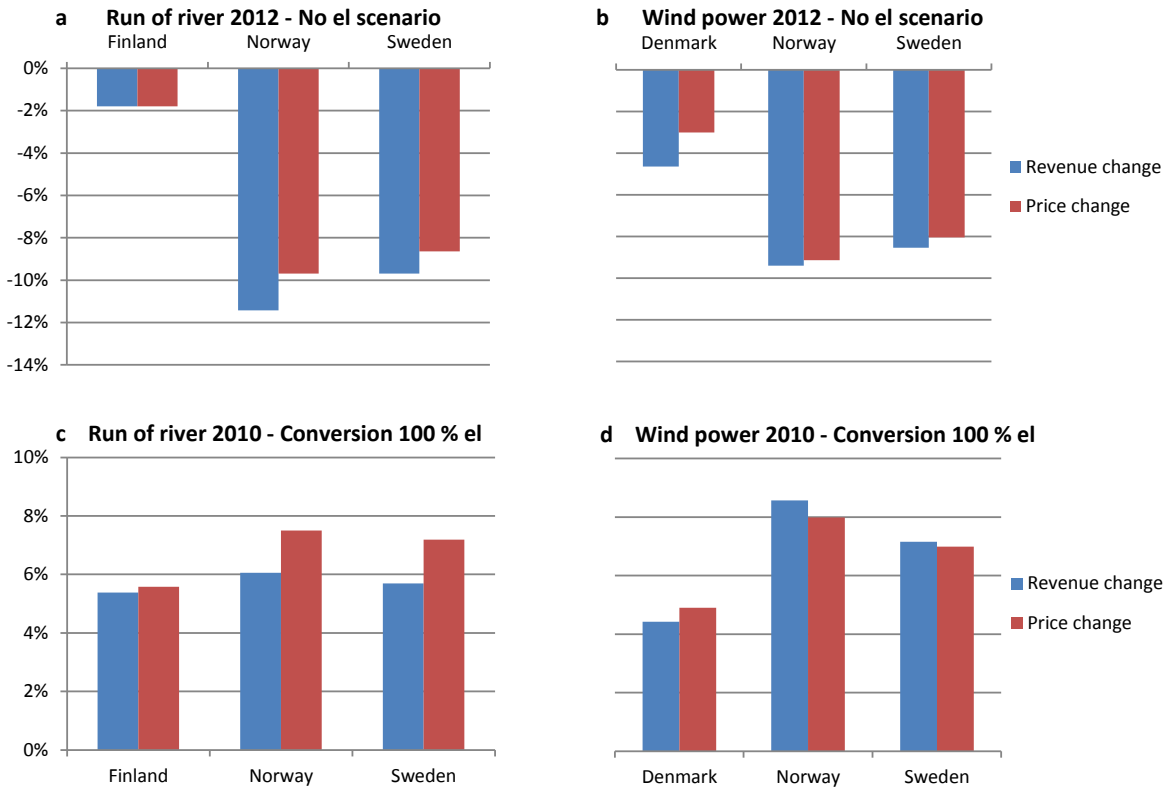 a Run of river 2012 - No el scenario
Finland Norway Sweden
0%
-2%
-4%
-6%
-8%
-10%
-12%
-14%
b Wind power 2012 - No el scenario
Denmark Norway Sweden
Revenue change
Price change
c Run of river 2010 - Conversion 100 % el
10%
8%
6%
4%
2%
0%
Finland Norway Sweden
d Wind power 2010 - Conversion 100 % el
Revenue change
Price change
Denmark Norway Sweden